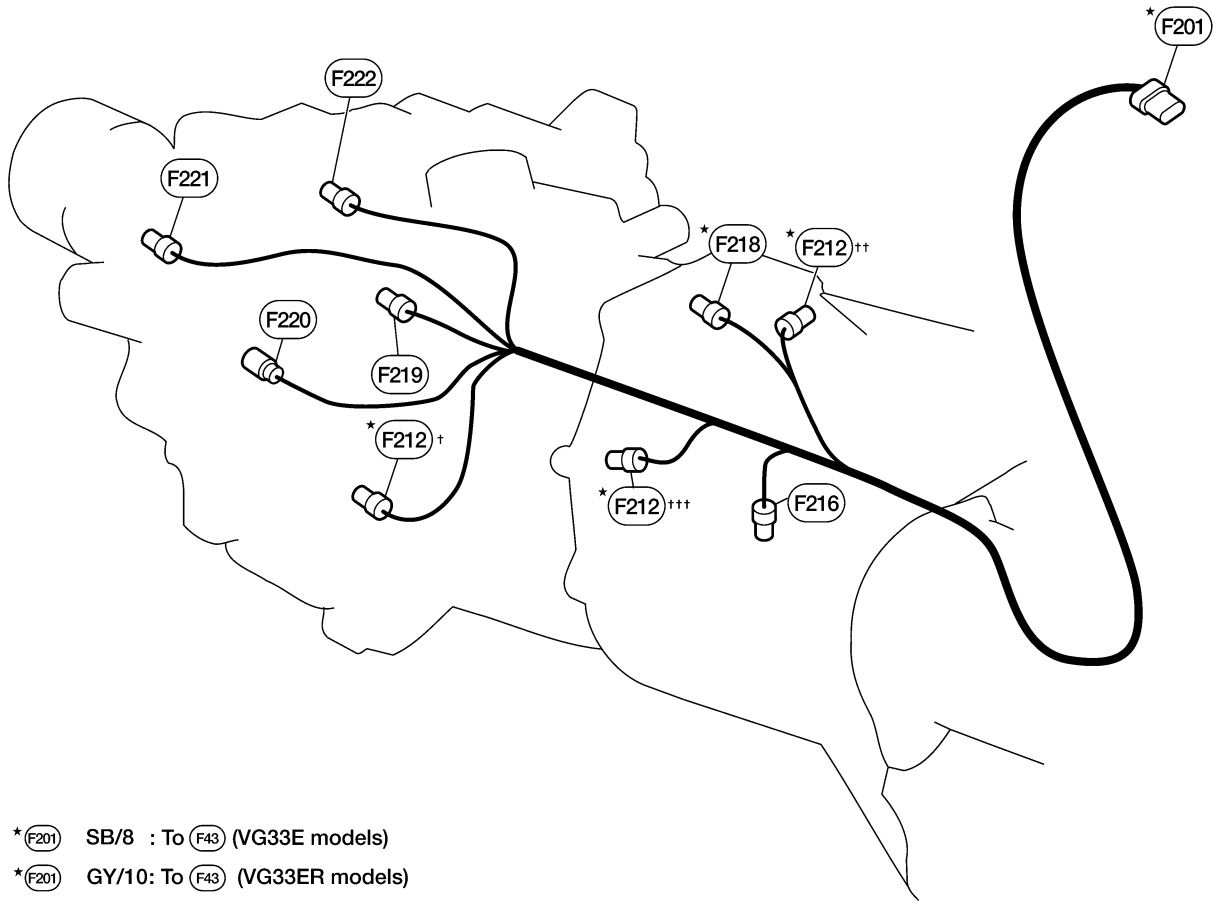 ★ F201
F222
F221
★ F218
★ F212 ††
F220
F219
★ F212 †
★ F212 †††
F216
★ F201 SB/8 : To F43 (VG33E models)
★ F201 GY/10: To F43 (VG33ER models)